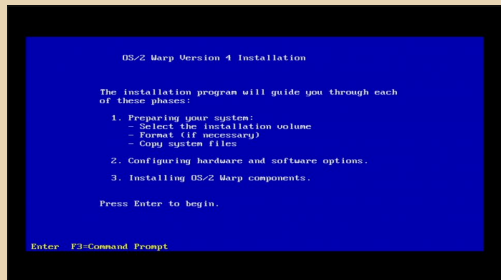 OS/2 Warp Version 4 Installation
The installation program will guide you through each
of these phases:
1. Preparing your system:
- Select the installation volume
- Format (if necessary)
- Copy system files
2. Configuring hardware and software options.
3. Installing OS/2 Warp components.
Press Enter to begin.
Enter F3=Command Prompt